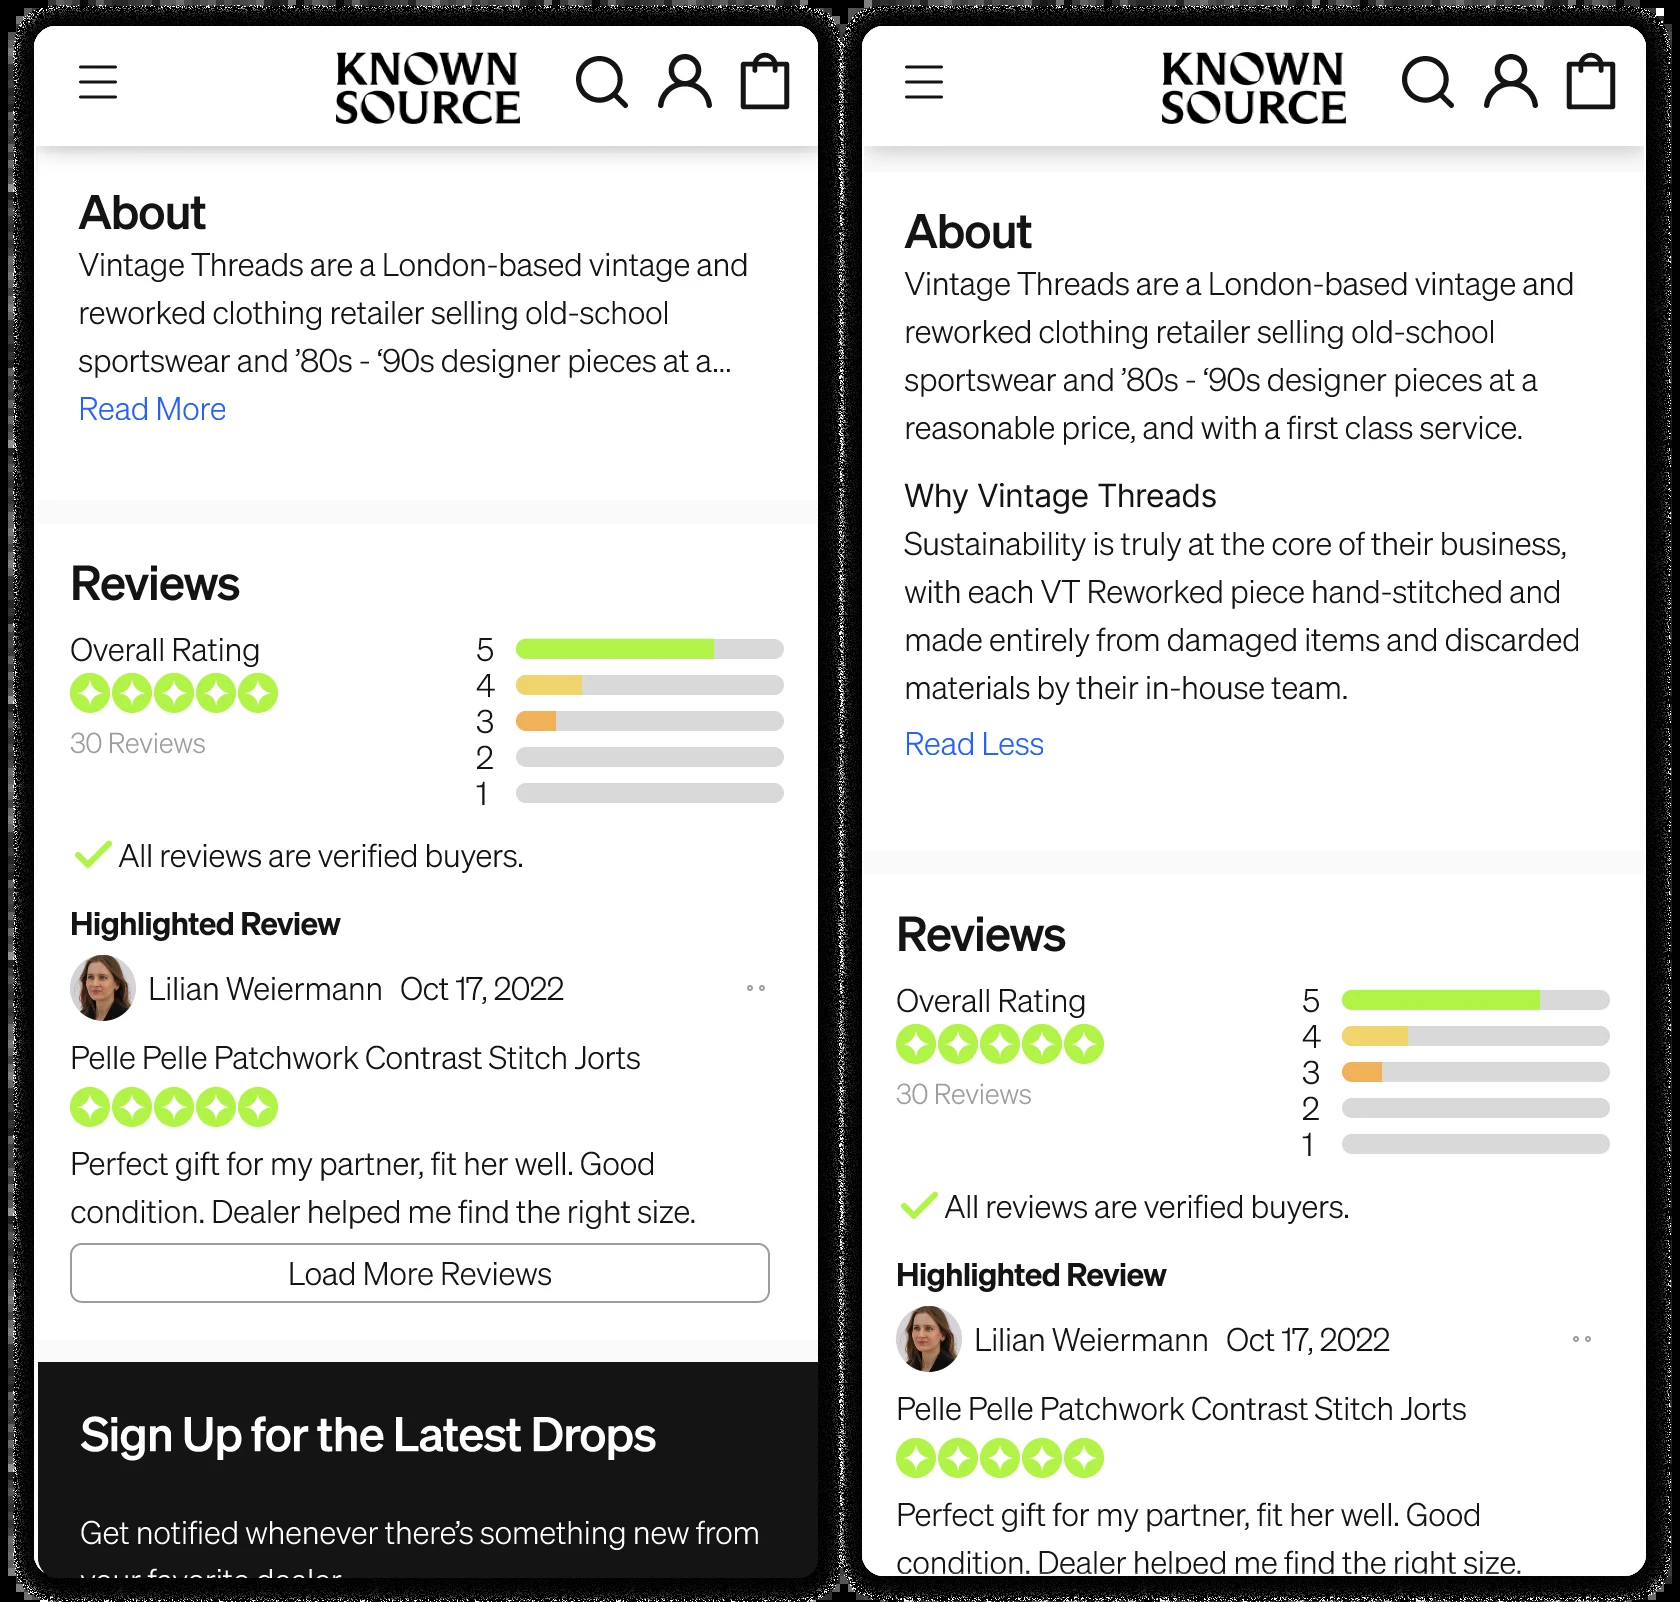 KNOWN
SOURCE
About
Vintage Threads are a London-based vintage and
reworked clothing retailer selling old-school
sportswear and ’80s - ‘90s designer pieces at a...
Read More
Reviews
Overall Rating
30 Reviews
5
4
3
2
1
All reviews are verified buyers.
Highlighted Review
Lilian Weiermann Oct 17, 2022
Pelle Pelle Patchwork Contrast Stitch Jorts
Perfect gift for my partner, fit her well. Good
condition. Dealer helped me find the right size.
Load More Reviews
Sign Up for the Latest Drops
Get notified whenever there’s something new from
your favorite dealer
KNOWN
SOURCE
About
Vintage Threads are a London-based vintage and
reworked clothing retailer selling old-school
sportswear and ’80s - ‘90s designer pieces at a
reasonable price, and with a first class service.
Why Vintage Threads
Sustainability is truly at the core of their business,
with each VT Reworked piece hand-stitched and
made entirely from damaged items and discarded
materials by their in-house team.
Read Less
Reviews
Overall Rating
30 Reviews
5
4
3
2
1
All reviews are verified buyers.
Highlighted Review
Lilian Weiermann Oct 17, 2022
Pelle Pelle Patchwork Contrast Stitch Jorts
Perfect gift for my partner, fit her well. Good
condition. Dealer helped me find the right size.